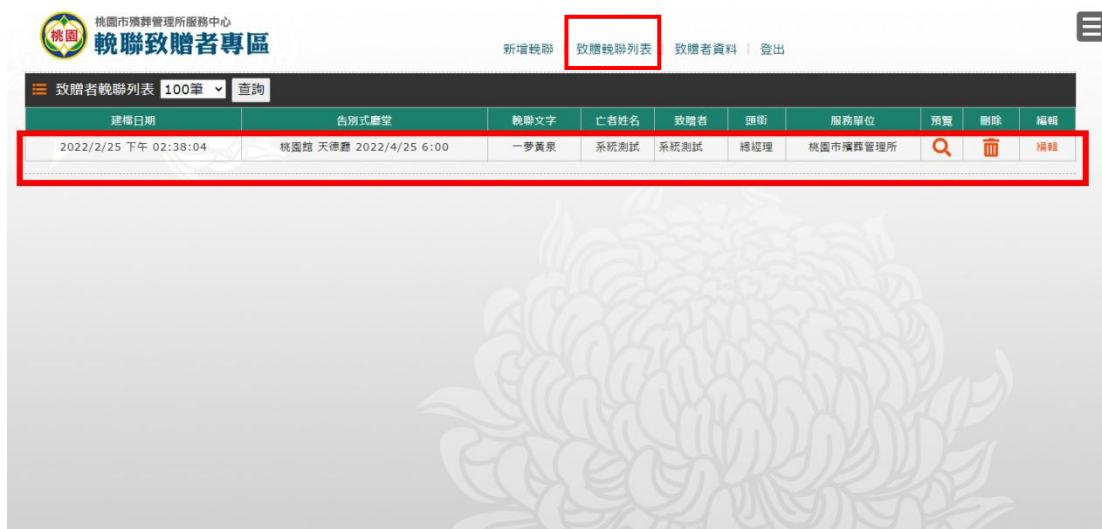 桃園
桃園市殯葬管理所服務中心
輓聯致贈者專區
新增輓聯 | 致贈輓聯列表 | 致贈者資料 | 登出
致贈者輓聯列表 100筆 查詢
建檔日期 告別式廳堂 輓聯文字 亡者姓名 致贈者 頭銜 服務單位 預覽 刪除 編輯
2022/2/25 下午 02:38:04 桃園館 天德廳 2022/4/25 6:00 一夢黃泉 系統測試 系統測試 總經理 桃園市殯葬管理所 編輯